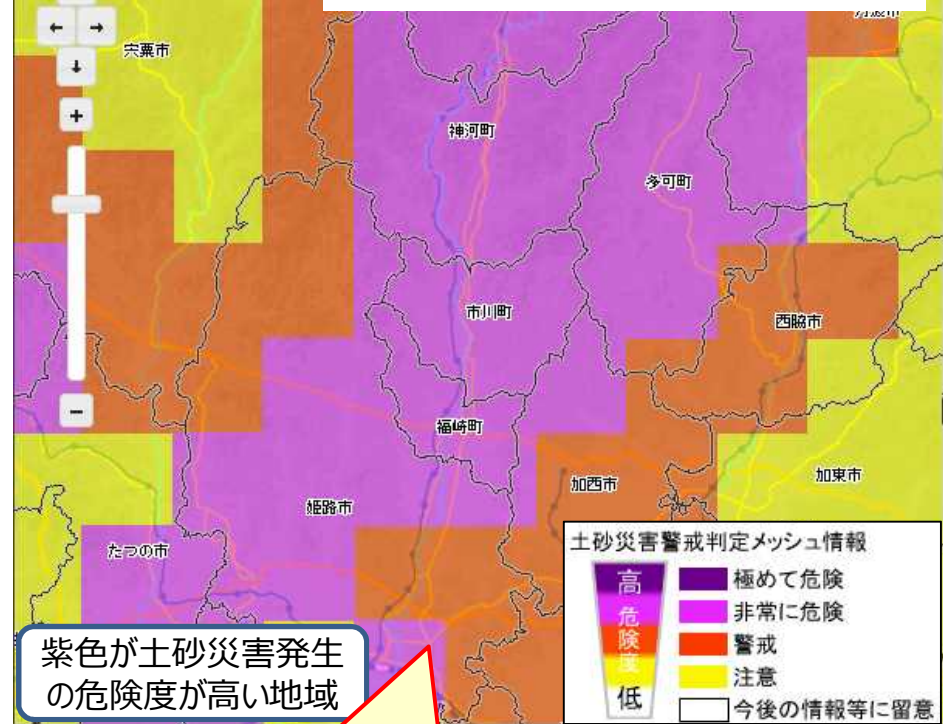 ←
→
↓
+
−
宍粟市
神河町
多可町
市川町
西脇市
福崎町
加西市
加東市
姫路市
たつの市
土砂災害警戒判定メッシュ情報
高
危
険
度
低
極めて危険
非常に危険
警戒
注意
今後の情報等に留意
紫色が土砂災害発生
の危険度が高い地域